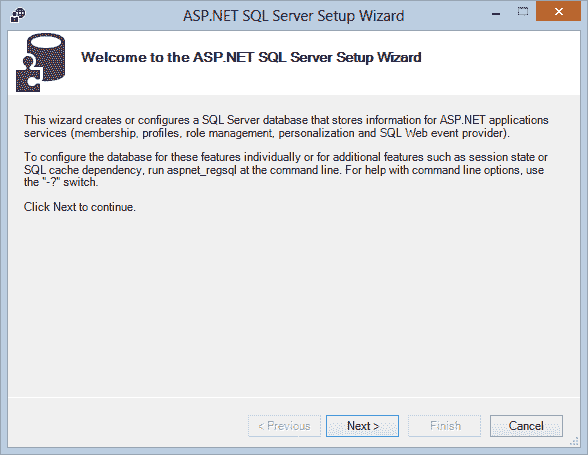 ASP.NET SQL Server Setup Wizard
Welcome to the ASP.NET SQL Server Setup Wizard
This wizard creates or configures a SQL Server database that stores information for ASP.NET applications
services (membership, profiles, role management, personalization and SQL Web event provider).
To configure the database for these features individually or for additional features such as session state or
SQL cache dependency, run aspnet_regsql at the command line. For help with command line options, use
the "-?" switch.
Click Next to continue.
< Previous
Next >
Finish
Cancel